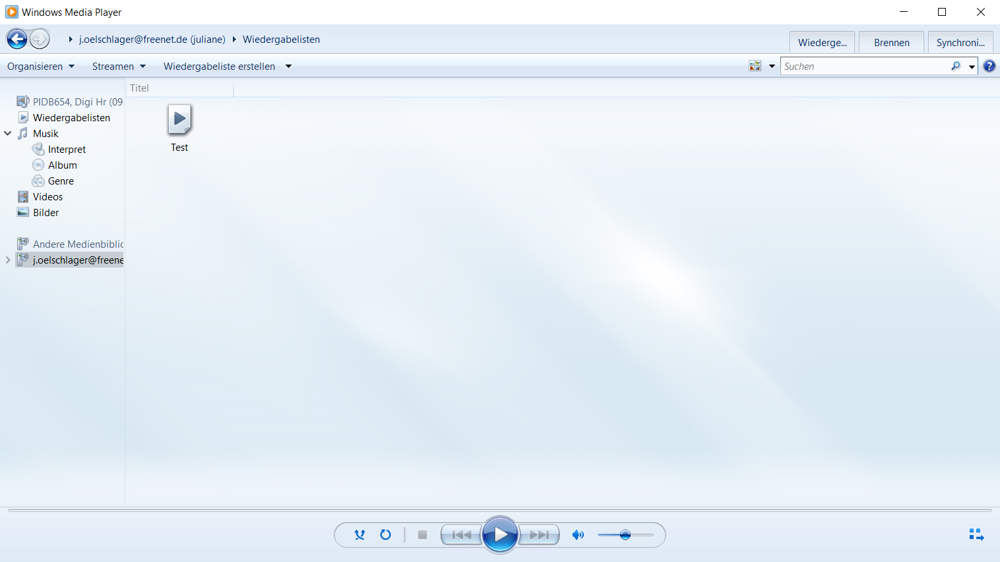 Windows Media Player
j.oelschlager@freenet.de (juliane) Wiedergabelisten
Wiederge... Brennen Synchroni...
Organisieren Streamen Wiedergabeliste erstellen Suchen
Titel
PIDB654, Digi Hr (09
Wiedergabelisten
Musik
Interpret
Album
Genre
Videos
Bilder
Andere Medienbiblic
j.oelschlager@freene
Test